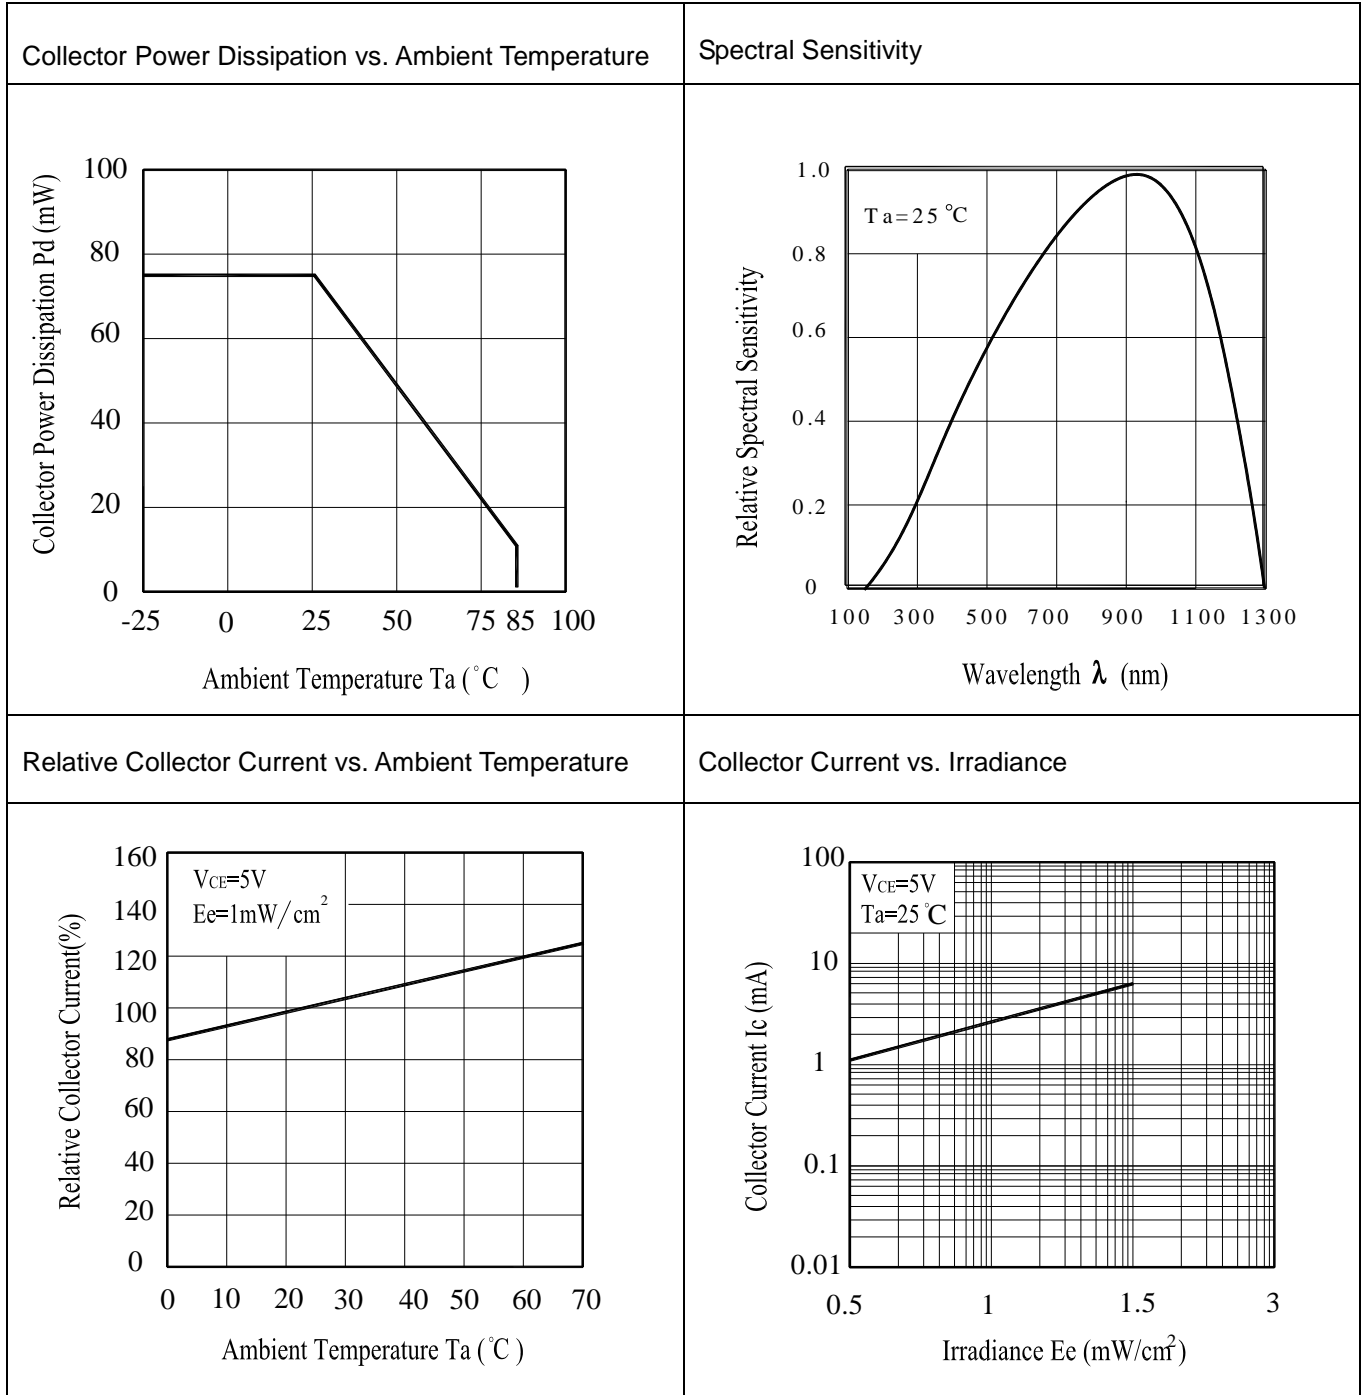 Collector Power Dissipation vs. Ambient Temperature
Spectral Sensitivity
Collector Power Dissipation Pd (mW)
100
80
60
40
20
0
-25 0 25 50 75 85 100
Ambient Temperature Ta (°C )
Relative Spectral Sensitivity
Ta=25 °C
1.0
0.8
0.6
0.4
0.2
0
100 300 500 700 900 1100 1300
Wavelength λ (nm)
Relative Collector Current vs. Ambient Temperature
Collector Current vs. Irradiance
Relative Collector Current(%)
VCE=5V
Ee=1mW/cm²
160
140
120
100
80
60
40
20
0
0 10 20 30 40 50 60 70
Ambient Temperature Ta (°C )
Collector Current Ic (mA)
VCE=5V
Ta=25 °C
100
10
1
0.1
0.01
0.5 1 1.5 3
Irradiance Ee (mW/cm²)